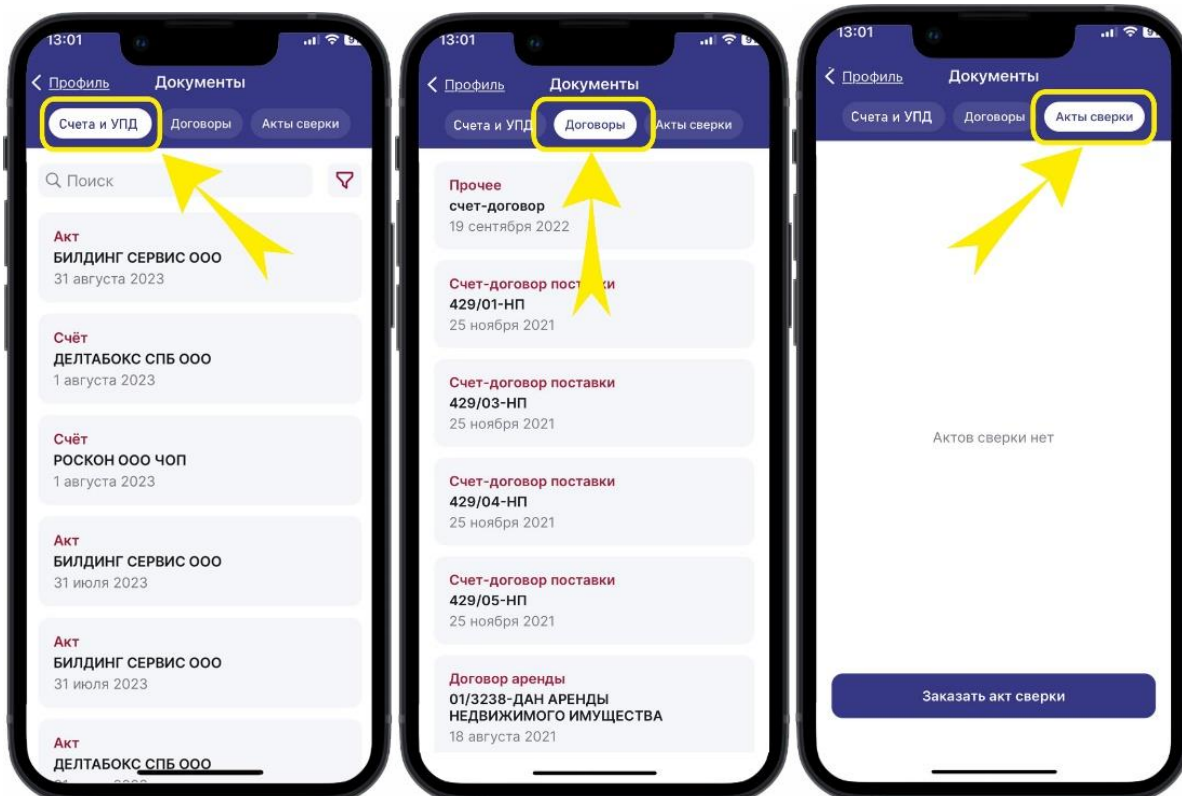 13:01
Профиль
Документы
Счета и УПД
Договоры
Акты сверки
Поиск
Акт
БИЛДИНГ СЕРВИС ООО
31 августа 2023
Счёт
ДЕЛТАБОКС СПБ ООО
1 августа 2023
Счёт
РОСКОН ООО ЧОП
1 августа 2023
Акт
БИЛДИНГ СЕРВИС ООО
31 июля 2023
Акт
БИЛДИНГ СЕРВИС ООО
31 июля 2023
Акт
ДЕЛТАБОКС СПБ ООО
13:01
Профиль
Документы
Счета и УПД
Договоры
Акты сверки
Прочее
счет-договор
19 сентября 2022
Счет-договор поставки
429/01-НП
25 ноября 2021
Счет-договор поставки
429/03-НП
25 ноября 2021
Счет-договор поставки
429/04-НП
25 ноября 2021
Счет-договор поставки
429/05-НП
25 ноября 2021
Договор аренды
01/3238-ДАН АРЕНДЫ
НЕДВИЖИМОГО ИМУЩЕСТВА
18 августа 2021
13:01
Профиль
Документы
Счета и УПД
Договоры
Акты сверки
Актов сверки нет
Заказать акт сверки